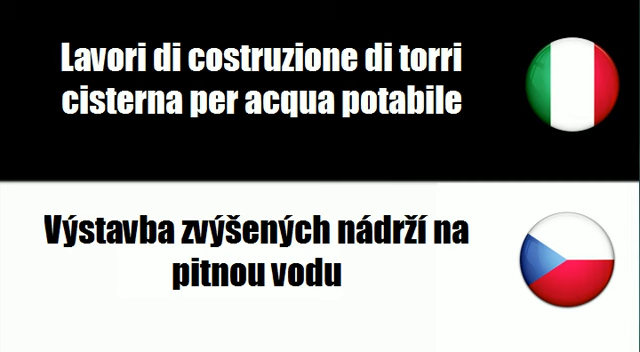 Lavori di costruzione di torri
cisterna per acqua potabile
Výstavba zvýšených nádrží na
pitnou vodu